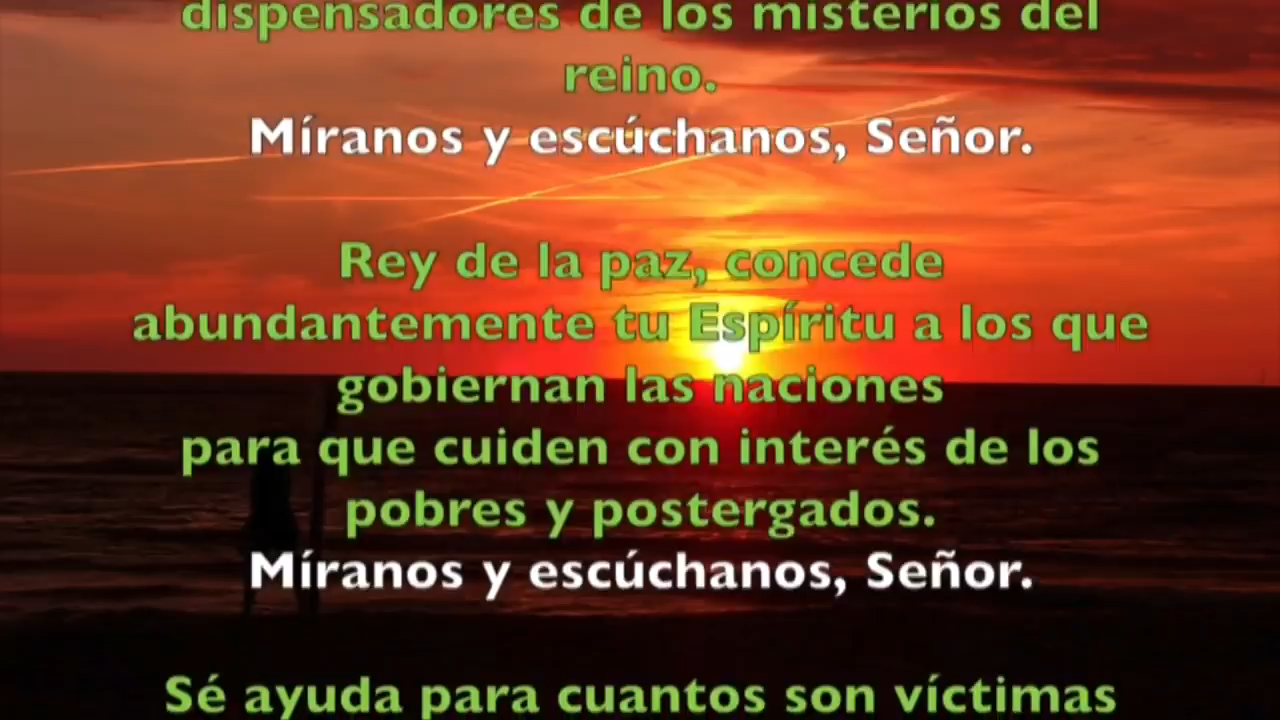 dispensadores de los misterios del
reino.
Míranos y escúchanos, Señor.
Rey de la paz, concede
abundantemente tu Espíritu a los que
gobiernan las naciones
para que cuiden con interés de los
pobres y postergados.
Míranos y escúchanos, Señor.
Sé ayuda para cuantos son víctimas